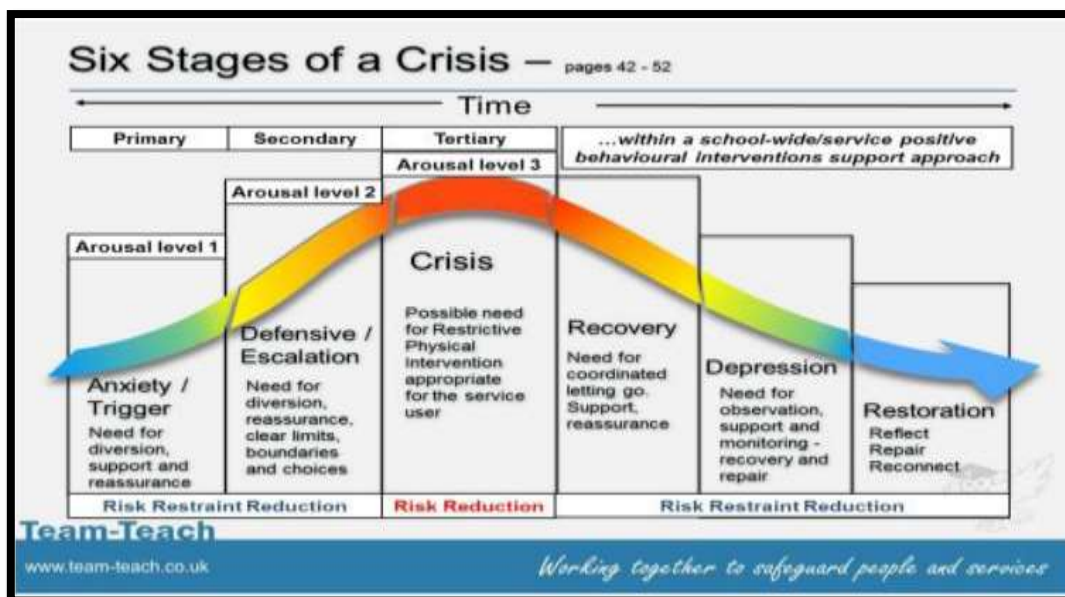 Six Stages of a Crisis – pages 42 - 52
Time
Primary
Secondary
Tertiary
...within a school-wide/service positive
behavioural interventions support approach
Arousal level 3
Arousal level 2
Arousal level 1
Anxiety /
Trigger
Need for
diversion,
support and
reassurance
Defensive /
Escalation
Need for
diversion,
reassurance,
clear limits,
boundaries
and choices
Crisis
Possible need
for Restrictive
Physical
Intervention
appropriate
for the service
user
Recovery
Need for
coordinated
letting go.
Support,
reassurance
Depression
Need for
observation,
support and
monitoring -
recovery and
repair
Restoration
Reflect
Repair
Reconnect
Risk Restraint Reduction
Risk Reduction
Risk Restraint Reduction
Team-Teach
www.team-teach.co.uk
Working together to safeguard people and services